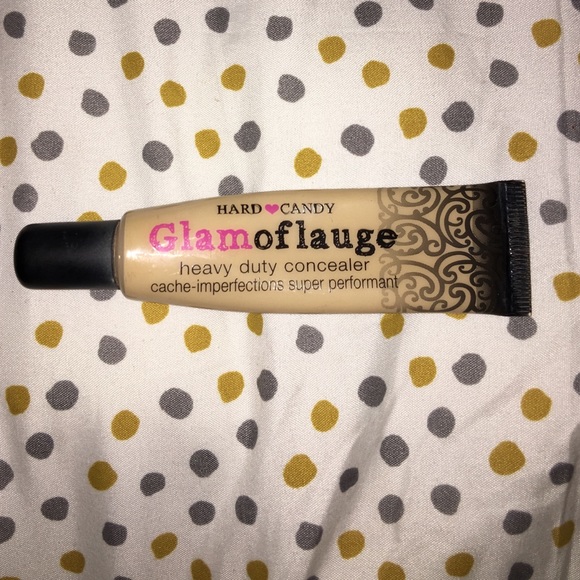 HARD♥CANDY
Glamoflauge
heavy duty concealer
cache-imperfections super performant